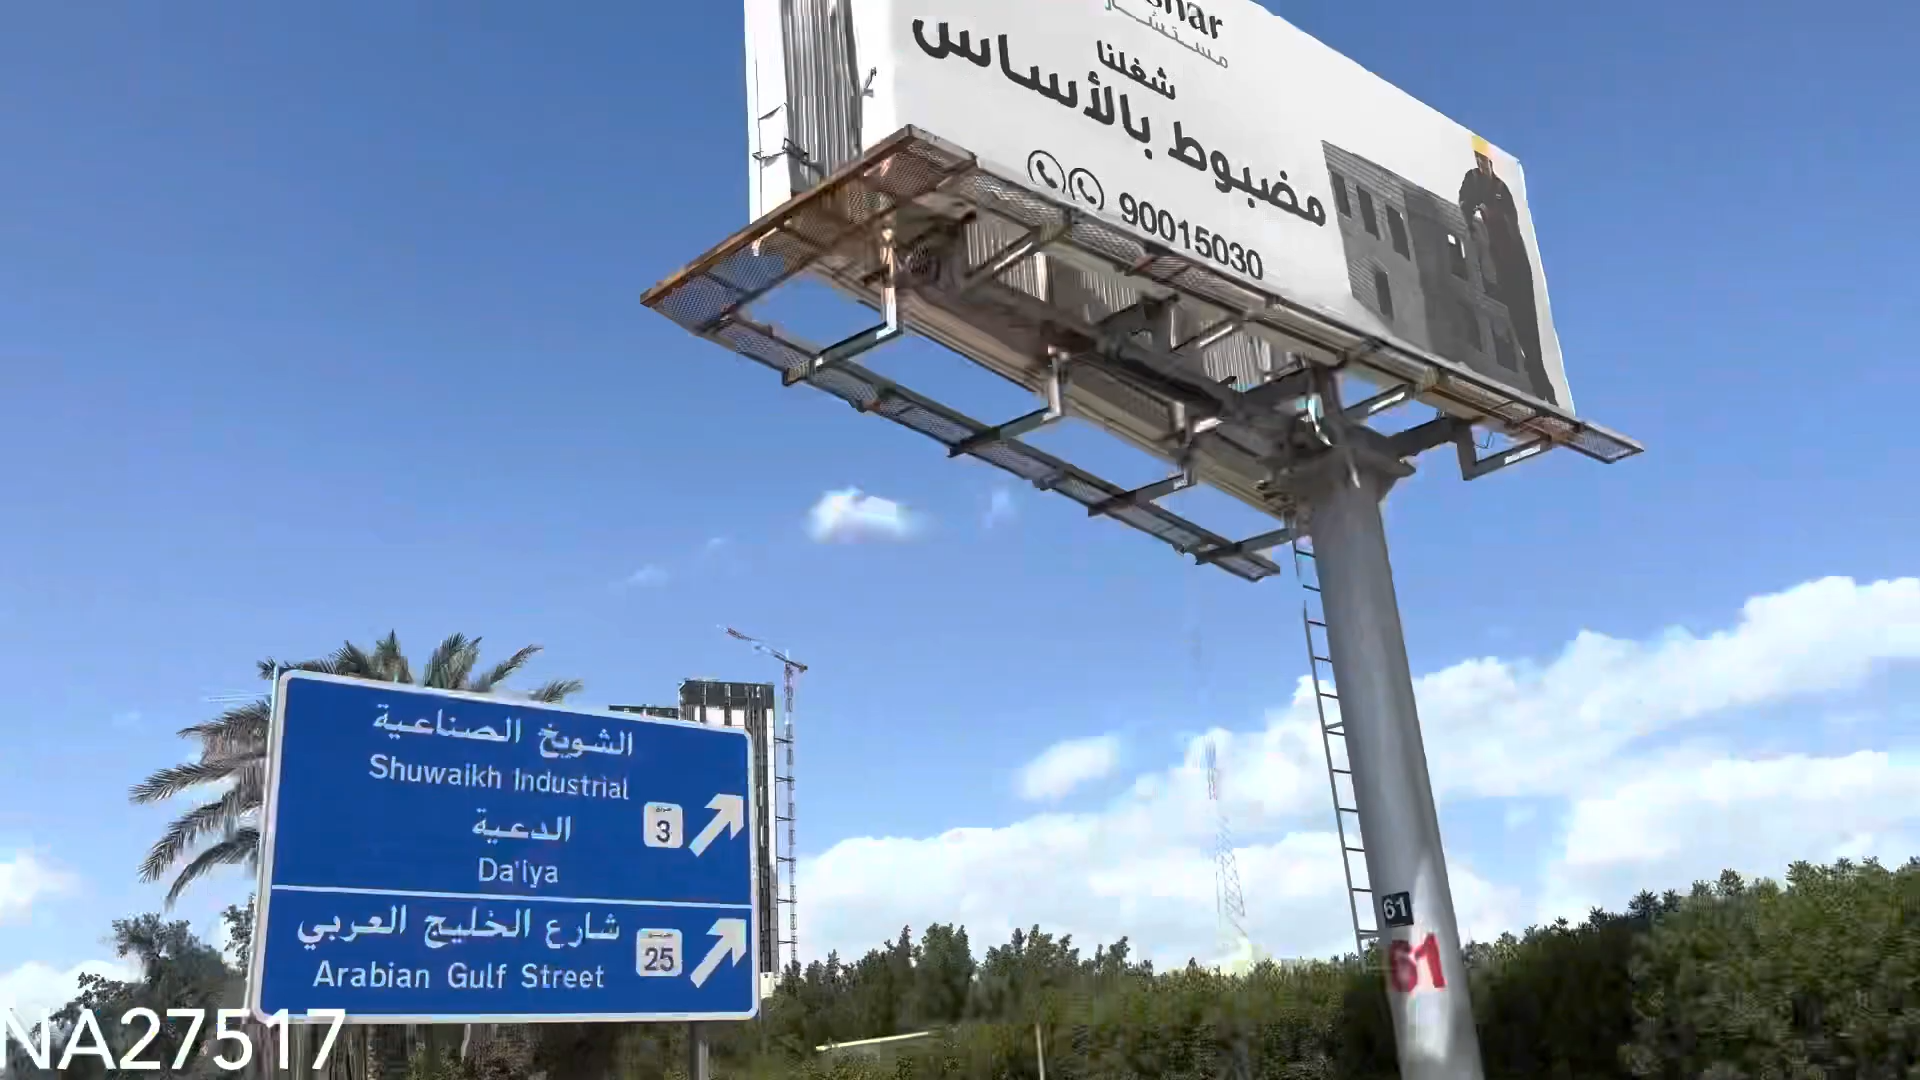 مستشار
شغلنا
مضبوط بالأساس
90015030
الشويخ الصناعية
Shuwaikh Industrial
الدعية
Da'iya
3
شارع الخليج العربي
Arabian Gulf Street
25
61
61
NA27517